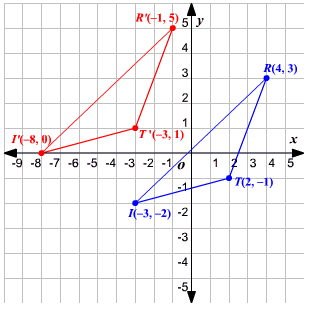 R'(−1, 5)
y
5
4
R(4, 3)
3
2
T'(−3, 1)
1
I'(−8, 0)
x
-9 -8 -7 -6 -5 -4 -3 -2 -1 o 2 3 4 5
-1
T(2, −1)
I(−3, −2)
-2
-3
-4
-5